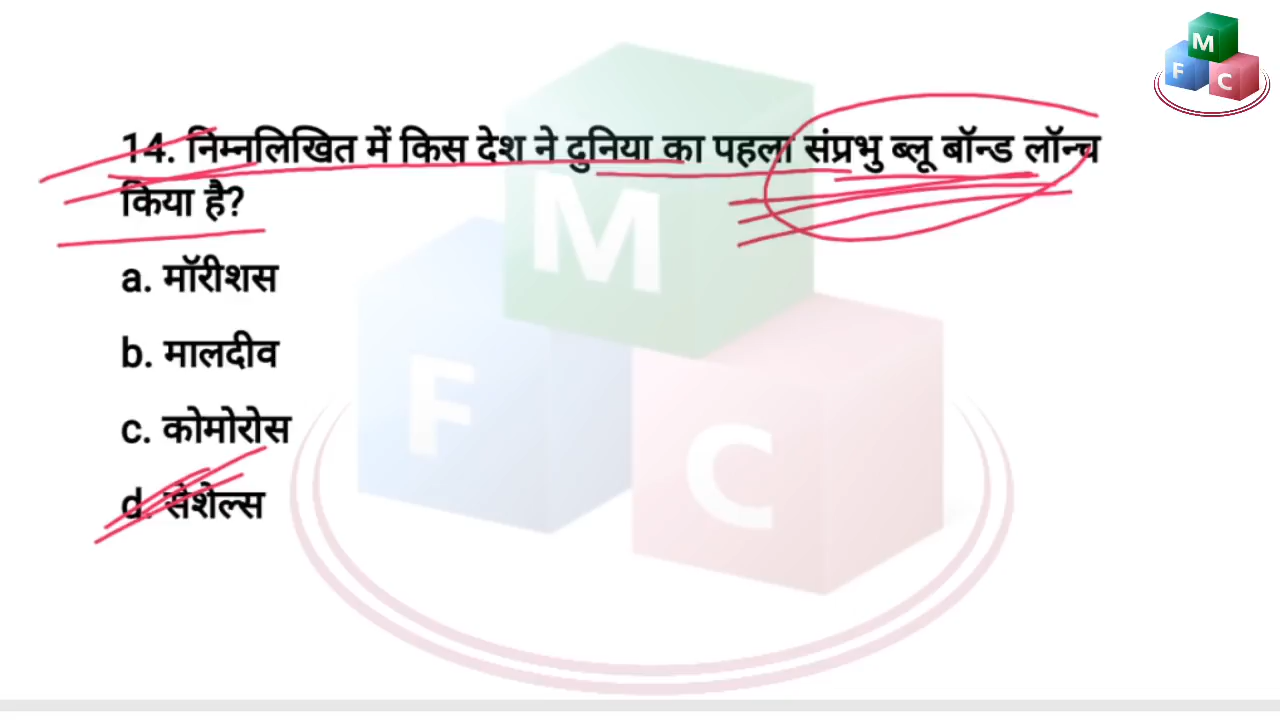 M
F
C
14. निम्नलिखित में किस देश ने दुनिया का पहला संप्रभु ब्लू बॉन्ड लॉन्च
किया है?
a. मॉरीशस
b. मालदीव
c. कोमोरोस
d. सेशेल्स
M
F
C